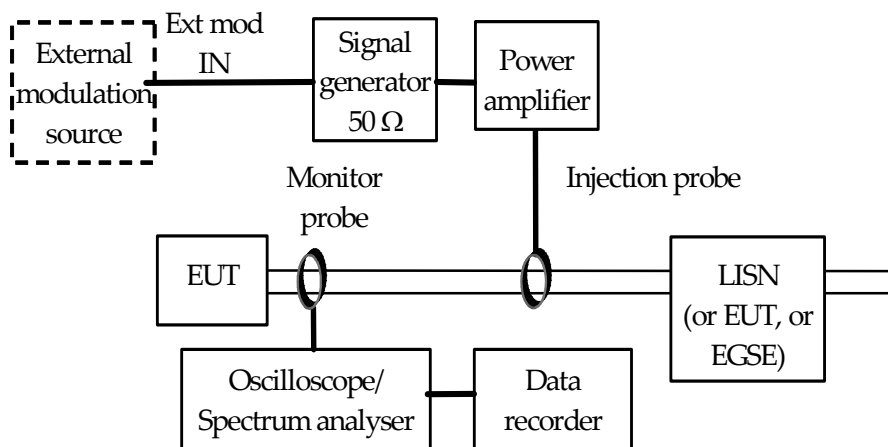 External
modulation
source
Ext mod
IN
Signal
generator
50 Ω
Power
amplifier
Monitor
probe
Injection probe
EUT
LISN
(or EUT, or
EGSE)
Oscilloscope/
Spectrum analyser
Data
recorder